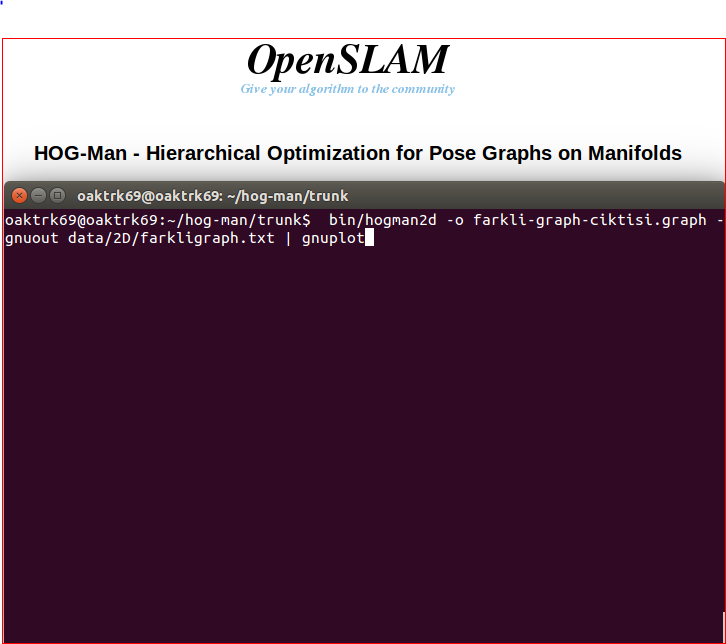 OpenSLAM
Give your algorithm to the community
HOG-Man - Hierarchical Optimization for Pose Graphs on Manifolds
oaktrk69@oaktrk69: ~/hog-man/trunk
oaktrk69@oaktrk69:~/hog-man/trunk$  bin/hogman2d -o farkli-graph-ciktisi.graph -
gnuout data/2D/farkligraph.txt | gnuplot